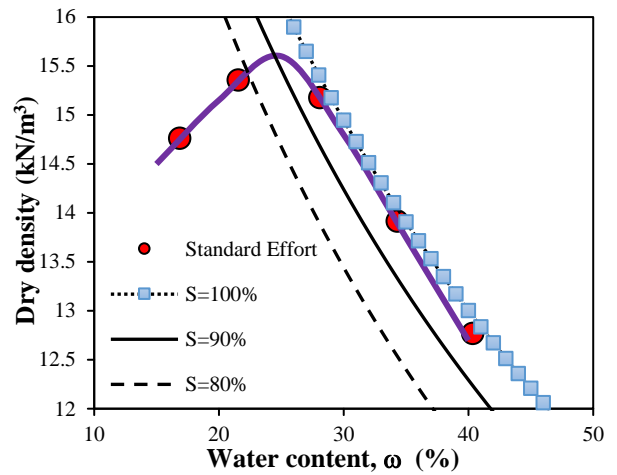 16
15.5
15
14.5
14
13.5
13
12.5
12
Dry density (kN/m³)
Standard Effort
S=100%
S=90%
S=80%
10
20
30
40
50
Water content, ω (%)